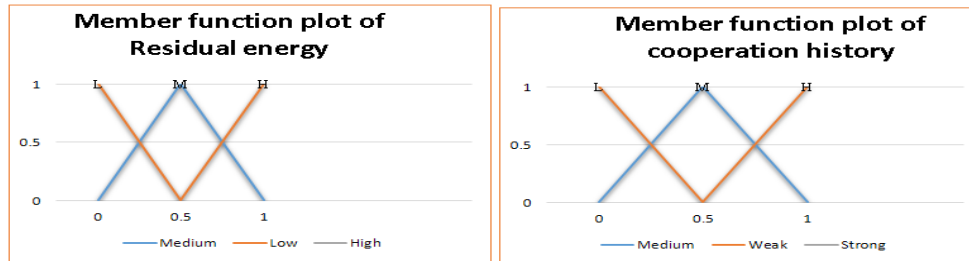 Member function plot of
Residual energy
L M H
1
0.5
0
0 0.5 1
Medium Low High
Member function plot of
cooperation history
L M H
1
0.5
0
0 0.5 1
Medium Weak Strong